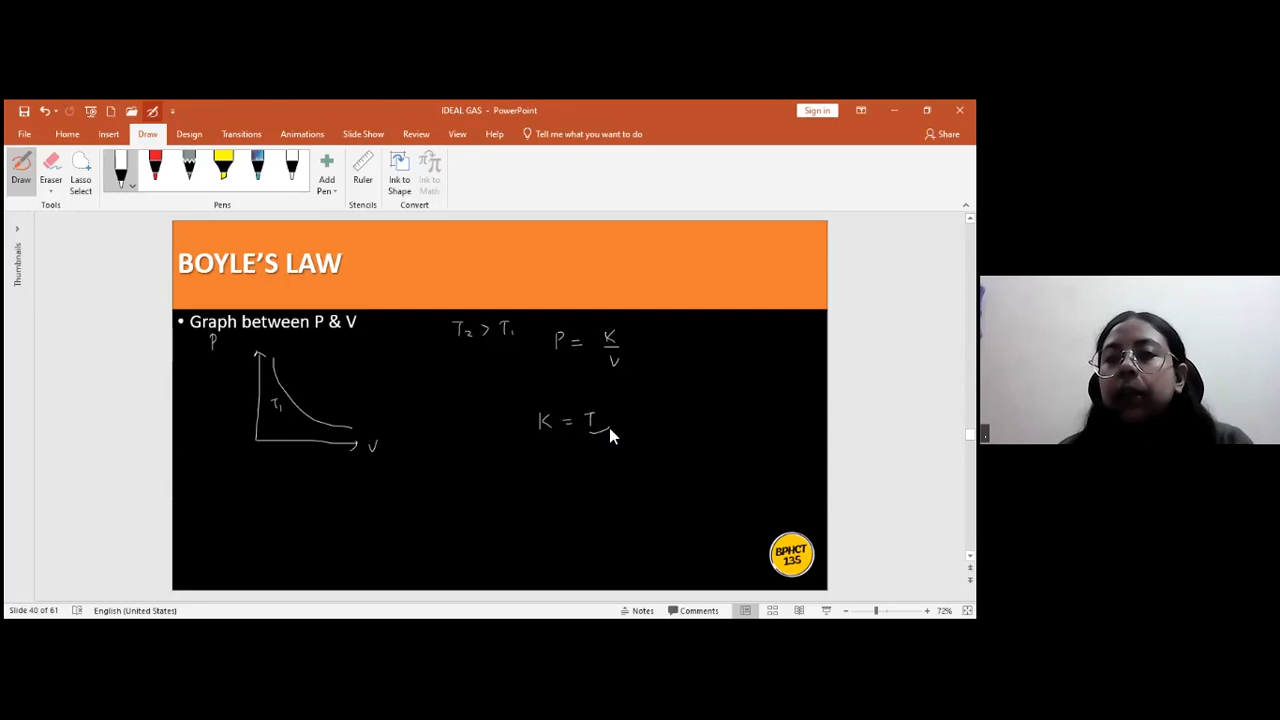 IDEAL GAS - PowerPoint
Sign in
File Home Insert Draw Design Transitions Animations Slide Show Review View Help Tell me what you want to do
Share
Draw
Eraser
Lasso Select
Add Pen
Ruler
Ink to Shape
Ink to Math
Tools
Pens
Stencils
Convert
Thumbnails
BOYLE'S LAW
• Graph between P & V
T₂ > T₁
P = K/V
P
T₁
V
K = T
BPHCT
135
Slide 40 of 61
English (United States)
Notes
Comments
72%